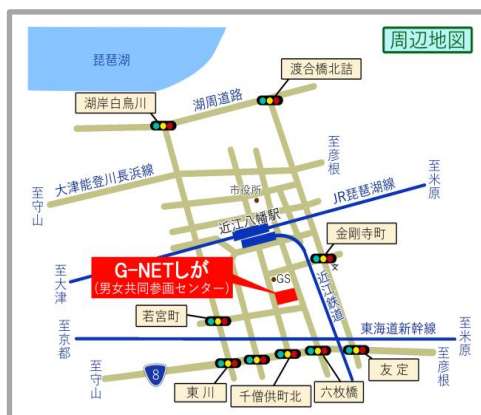 周辺地図
琵琶湖
渡合橋北詰
湖岸白鳥川
湖周道路
至彦根
大津能登川長浜線
至米原
市役所
JR琵琶湖線
至守山
近江八幡駅
金剛寺町
G-NETしが
(男女共同参画センター)
GS
近江鉄道
至大津
若宮町
至京都
東海道新幹線
至米原
至守山
8
東川
千僧供町北
六枚橋
友定
至彦根